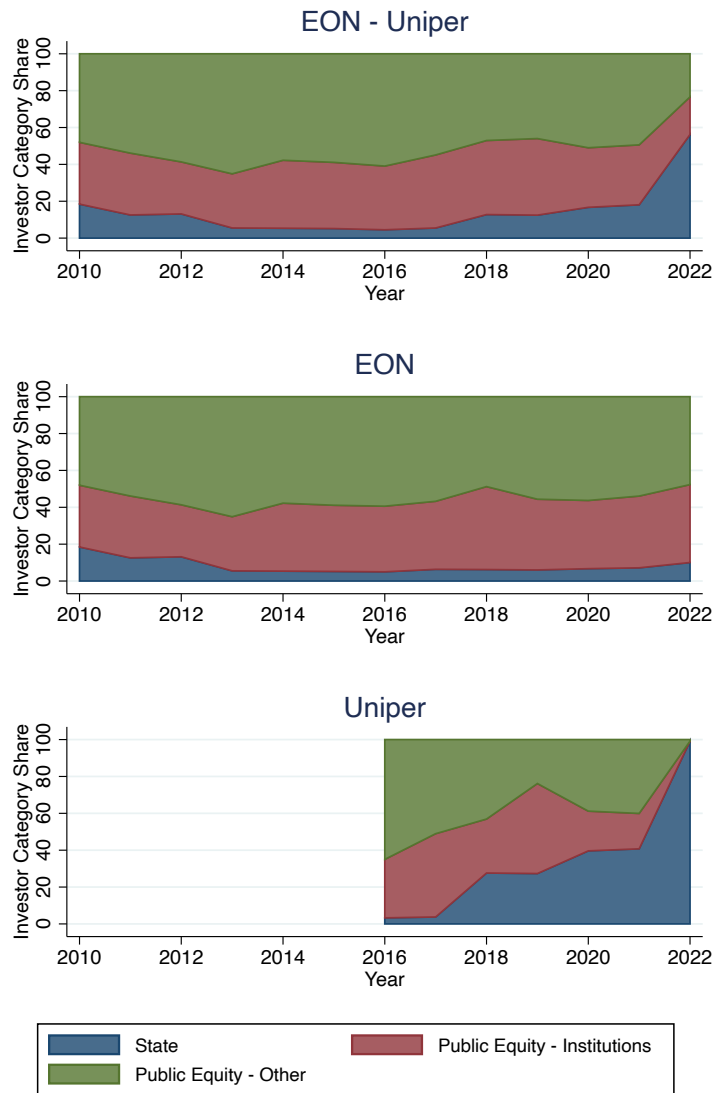 EON - Uniper
Investor Category Share
100
80
60
40
20
0
2010 2012 2014 2016 2018 2020 2022
Year
EON
Investor Category Share
100
80
60
40
20
0
2010 2012 2014 2016 2018 2020 2022
Year
Uniper
Investor Category Share
100
80
60
40
20
0
2010 2012 2014 2016 2018 2020 2022
Year
State
Public Equity - Institutions
Public Equity - Other